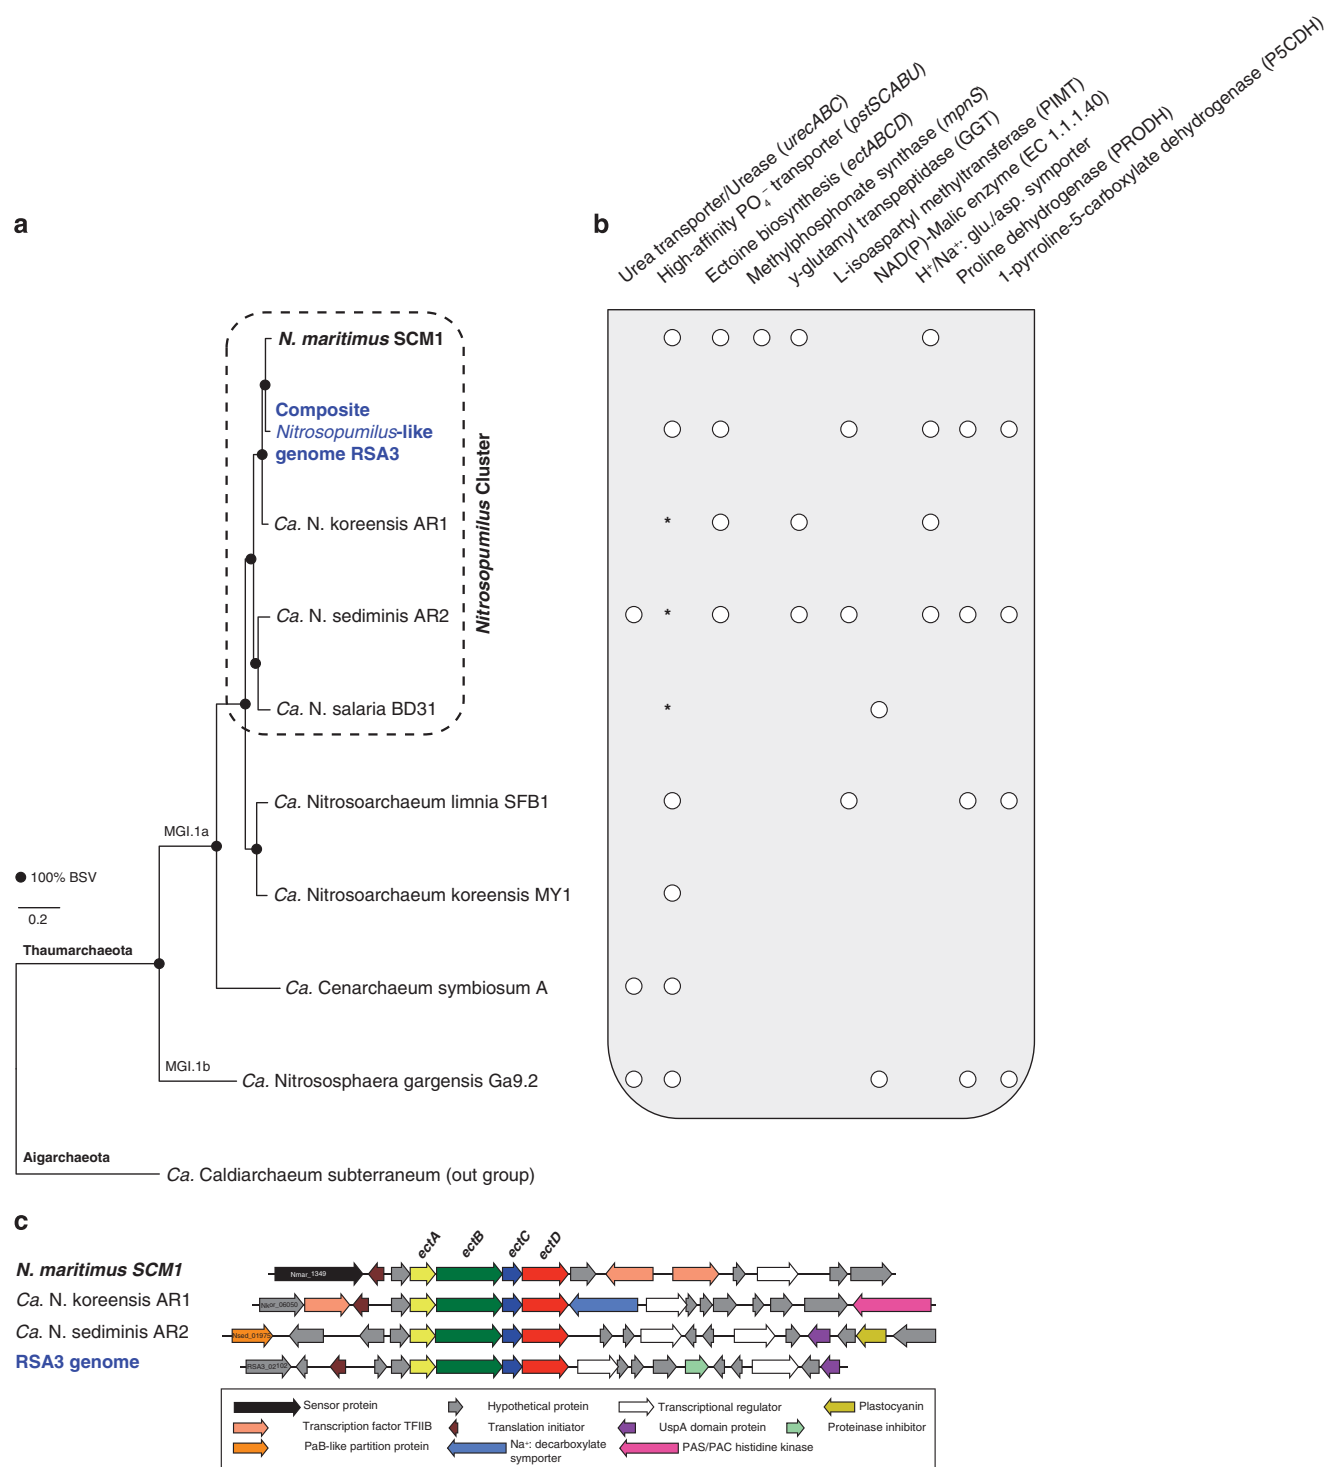 a
b
Urea transporter/Urease (urecABC)
High-affinity PO4− transporter (pstSCABU)
Ectoine biosynthesis (ectABCD)
Methylphosphonate synthase (mpnS)
y-glutamyl transpeptidase (GGT)
L-isoaspartyl methyltransferase (PIMT)
NAD(P)-Malic enzyme (EC 1.1.1.40)
H+/Na+: glu./asp. symporter
Proline dehydrogenase (PRODH)
1-pyrroline-5-carboxylate dehydrogenase (P5CDH)
N. maritimus SCM1
Composite
Nitrosopumilus-like
genome RSA3
Ca. N. koreensis AR1
*
Ca. N. sediminis AR2
*
Ca. N. salaria BD31
*
Nitrosopumilus Cluster
Ca. Nitrosoarchaeum limnia SFB1
MGI.1a
100% BSV
0.2
Ca. Nitrosoarchaeum koreensis MY1
Thaumarchaeota
Ca. Cenarchaeum symbiosum A
MGI.1b
Ca. Nitrososphaera gargensis Ga9.2
Aigarchaeota
Ca. Caldiarchaeum subterraneum (out group)
c
ectA
ectB
ectC
ectD
N. maritimus SCM1
Nmar_1349
Ca. N. koreensis AR1
Nkor_06050
Ca. N. sediminis AR2
Nsed_01975
RSA3 genome
RSA3_02102
Sensor protein
Hypothetical protein
Transcriptional regulator
Plastocyanin
Transcription factor TFIIB
Translation initiator
UspA domain protein
Proteinase inhibitor
PaB-like partition protein
Na+: decarboxylate
symporter
PAS/PAC histidine kinase